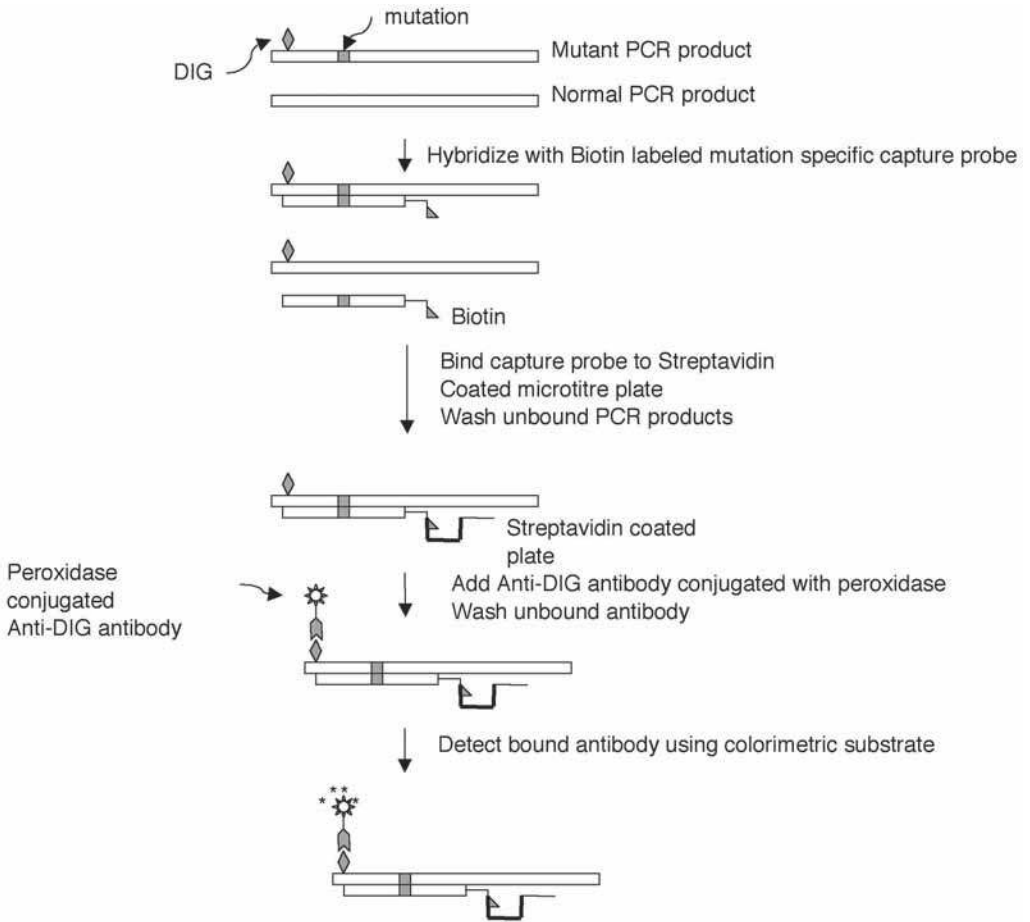 mutation
DIG
Mutant PCR product
Normal PCR product
Hybridize with Biotin labeled mutation specific capture probe
Biotin
Bind capture probe to Streptavidin
Coated microtitre plate
Wash unbound PCR products
Streptavidin coated
plate
Peroxidase
conjugated
Anti-DIG antibody
Add Anti-DIG antibody conjugated with peroxidase
Wash unbound antibody
Detect bound antibody using colorimetric substrate